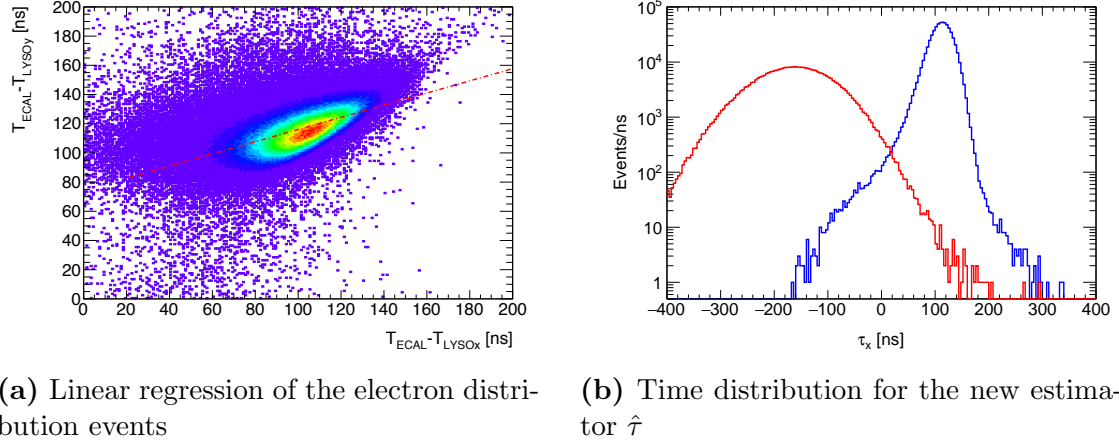 T_ECAL-T_LYSOy [ns]
200
180
160
140
120
100
80
60
40
20
0
0 20 40 60 80 100 120 140 160 180 200
T_ECAL-T_LYSOx [ns]
Events/ns
10^5
10^4
10^3
10^2
10
1
−400 −300 −200 −100 0 100 200 300 400
τ_x [ns]
(a) Linear regression of the electron distri-
bution events
(b) Time distribution for the new estima-
tor τ̂